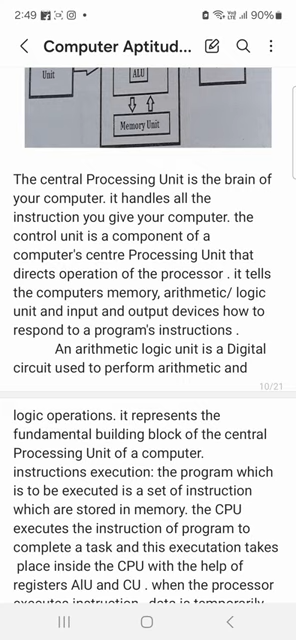 2:49
90%
Computer Aptitud...
Unit
ALU
Memory Unit
The central Processing Unit is the brain of
your computer. it handles all the
instruction you give your computer. the
control unit is a component of a
computer's centre Processing Unit that
directs operation of the processor . it tells
the computers memory, arithmetic/ logic
unit and input and output devices how to
respond to a program's instructions .
An arithmetic logic unit is a Digital
circuit used to perform arithmetic and
10/21
logic operations. it represents the
fundamental building block of the central
Processing Unit of a computer.
instructions execution: the program which
is to be executed is a set of instruction
which are stored in memory. the CPU
executes the instruction of program to
complete a task and this executation takes
place inside the CPU with the help of
registers AlU and CU . when the processor
executes instruction, data is temporarily